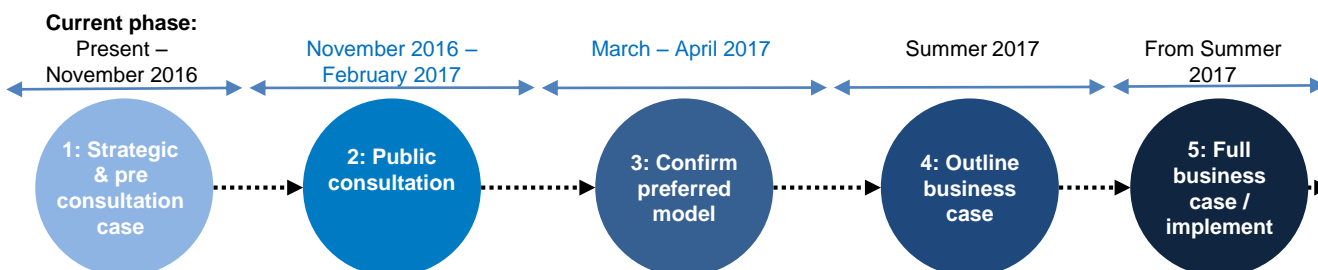 Current phase:
Present –
November 2016
November 2016 –
February 2017
March – April 2017
Summer 2017
From Summer
2017
1: Strategic
& pre
consultation
case
2: Public
consultation
3: Confirm
preferred
model
4: Outline
business
case
5: Full
business
case /
implement